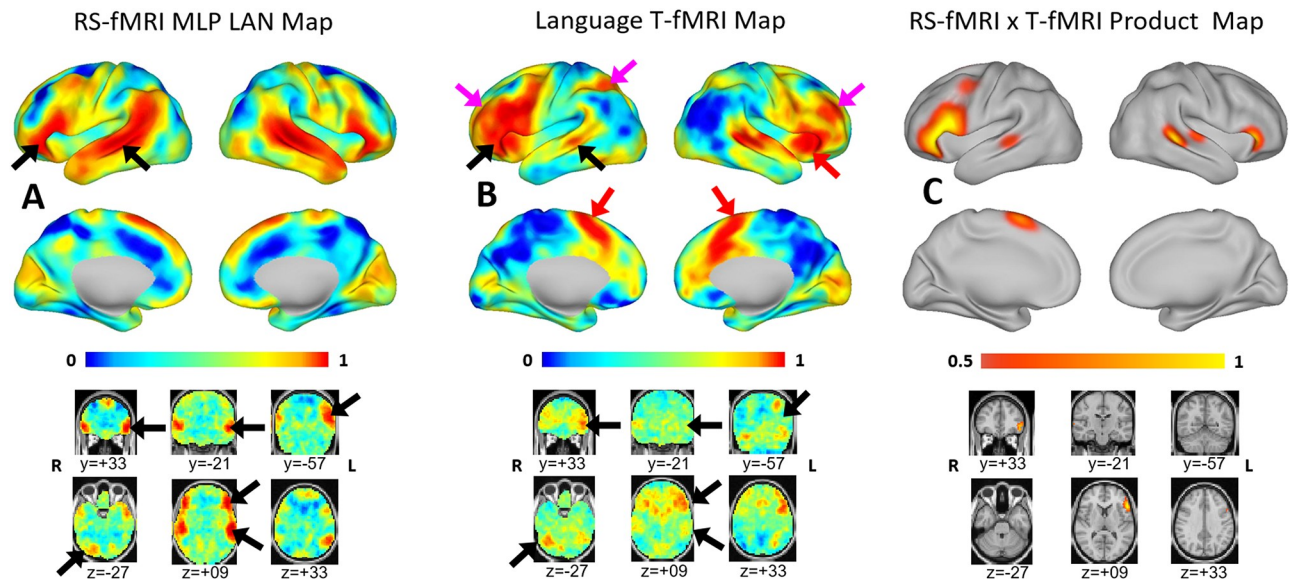 RS-fMRI MLP LAN Map
Language T-fMRI Map
RS-fMRI x T-fMRI Product Map
A
B
C
0 1
0 1
0.5 1
R y=+33 y=-21 y=-57 L
R y=+33 y=-21 y=-57 L
R y=+33 y=-21 y=-57 L
z=-27 z=+09 z=+33
z=-27 z=+09 z=+33
z=-27 z=+09 z=+33